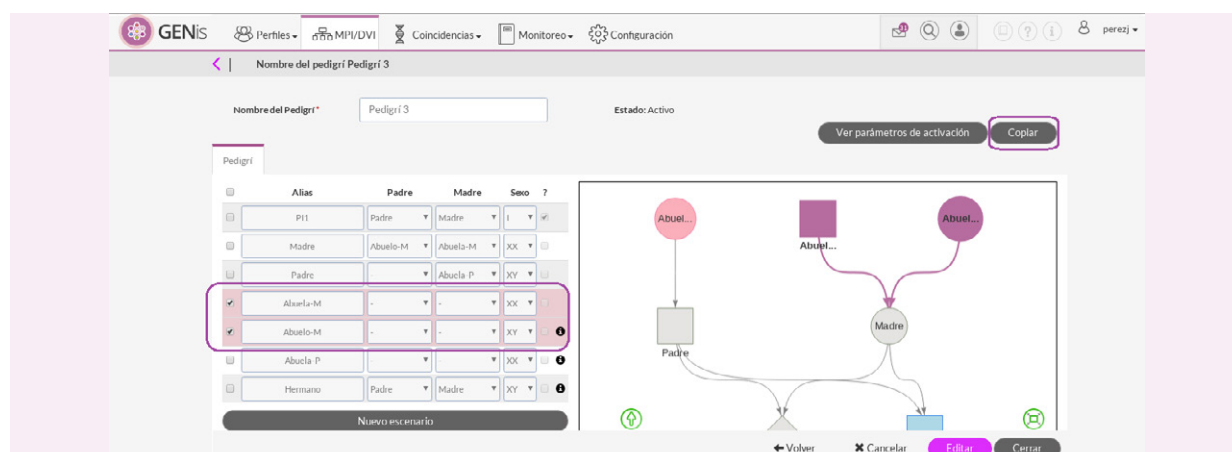 GENis Perfiles MPI/DVI Coincidencias Monitoreo Configuración perezj
Nombre del pedigrí Pedigrí 3
Nombre del Pedigrí* Pedigrí 3 Estado: Activo
Ver parámetros de activación Copiar
Pedigrí
Alias Padre Madre Sexo ?
PI1 Padre Madre I
Madre Abuelo-M Abuela-M XX
Padre Abuela-P XY
Abuela-M - - XX
Abuelo-M - - XY
Abuela-P XX
Hermano Padre Madre XY
Nuevo escenario
Abuel... Abuel... Abuel...
Padre Madre
Volver Cancelar Editar Cerrar